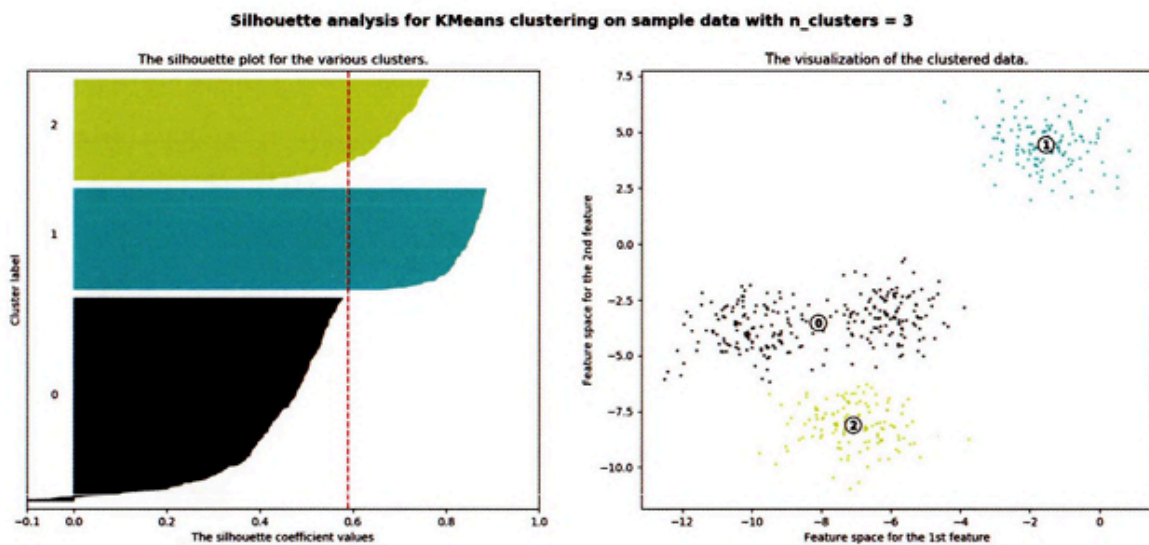 Silhouette analysis for KMeans clustering on sample data with n_clusters = 3
The silhouette plot for the various clusters.
Cluster label
2
1
0
−0.1 0.0 0.2 0.4 0.6 0.8 1.0
The silhouette coefficient values
The visualization of the clustered data.
Feature space for the 2nd feature
7.5
5.0
2.5
0.0
−2.5
−5.0
−7.5
−10.0
1
0
2
−12 −10 −8 −6 −4 −2 0
Feature space for the 1st feature